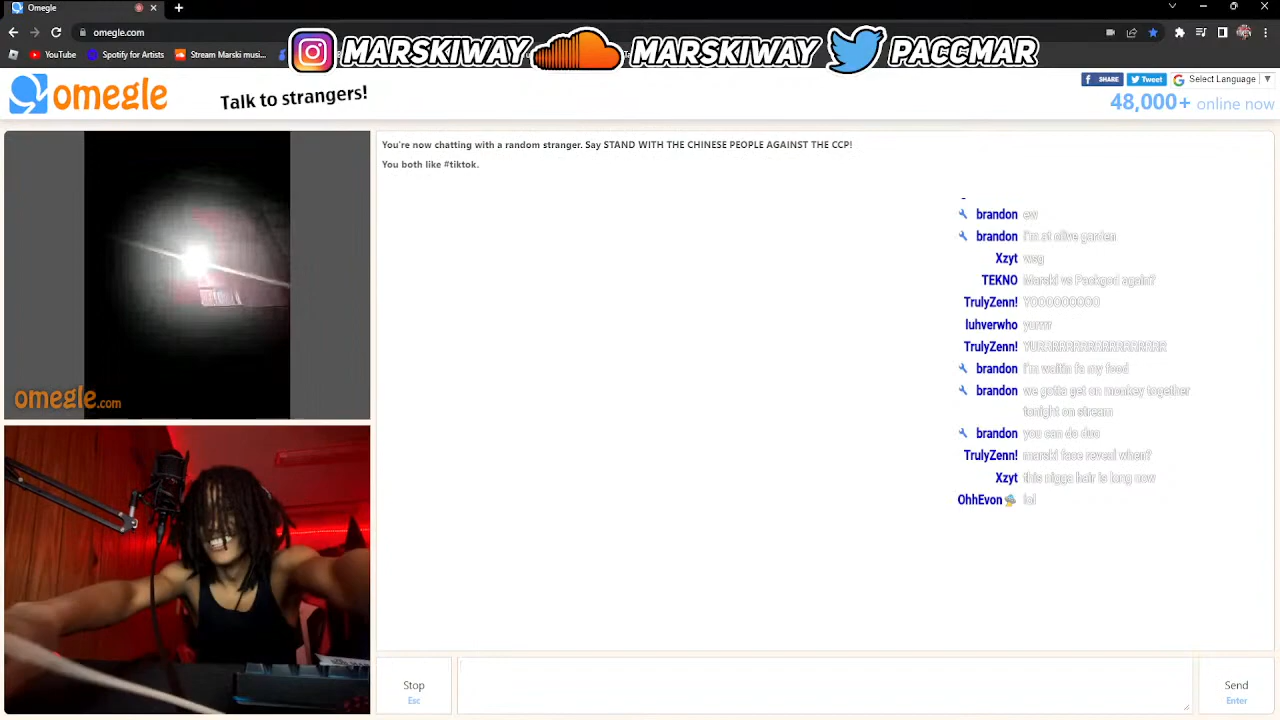 Omegle
omegle.com
YouTube
Spotify for Artists
Stream Marski musi...
MARSKIWAY
MARSKIWAY
PACCMAR
omegle
Talk to strangers!
SHARE
Tweet
Select Language
48,000+ online now
You're now chatting with a random stranger. Say STAND WITH THE CHINESE PEOPLE AGAINST THE CCP!
You both like #tiktok.
brandon ew
brandon i'm at olive garden
Xzyt wsg
TEKNO Marski vs Packgod again?
TrulyZenn! YOOOOOOOOO
luhverwho yurrrr
TrulyZenn! YURRRRRRRRRRRRRRRRR
brandon i'm waitin fa my food
brandon we gotta get on monkey together
tonight on stream
brandon you can do duo
TrulyZenn! marski face reveal when?
Xzyt this nigga hair is long now
OhhEvon lol
omegle.com
Stop
Esc
Send
Enter